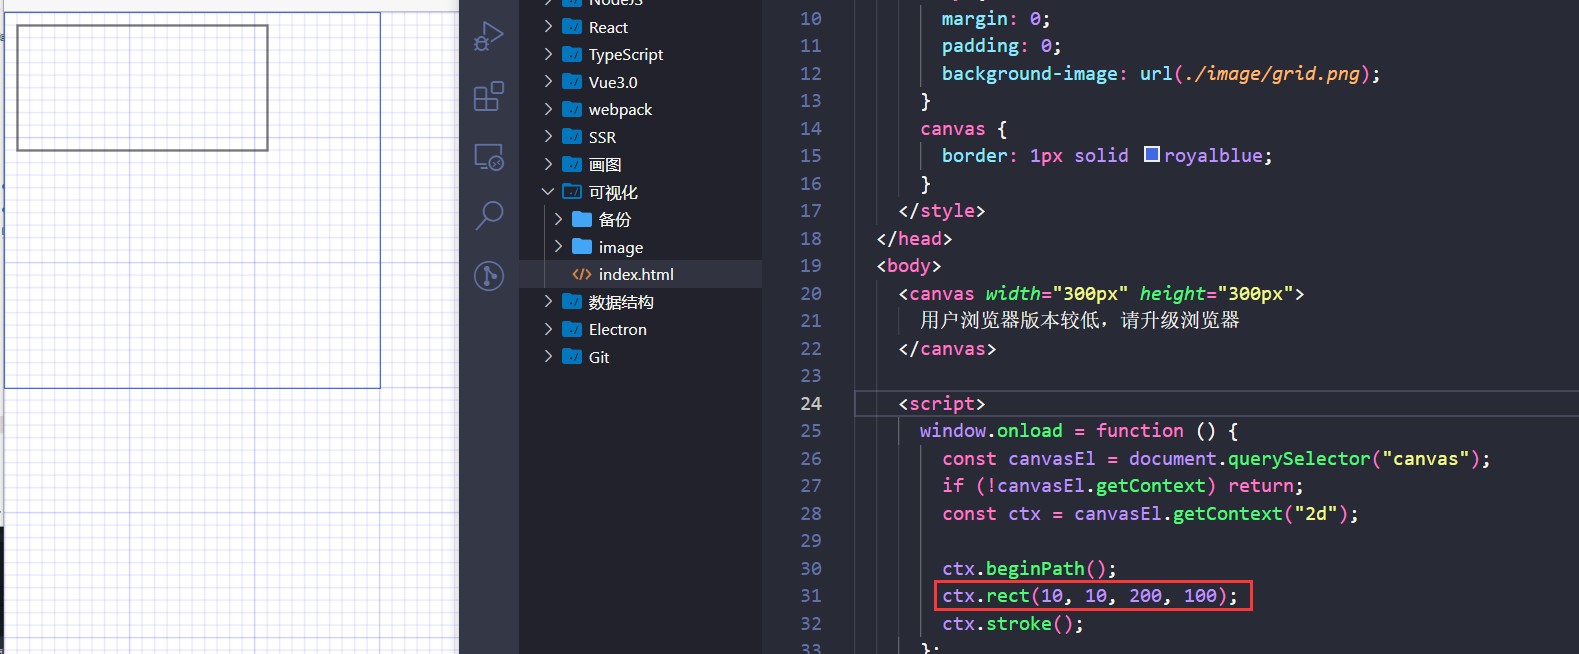 NodeJS
React
TypeScript
Vue3.0
webpack
SSR
画图
可视化
备份
image
index.html
数据结构
Electron
Git
10 margin: 0;
11 padding: 0;
12 background-image: url(./image/grid.png);
13 }
14 canvas {
15 border: 1px solid royalblue;
16 }
17 </style>
18 </head>
19 <body>
20 <canvas width="300px" height="300px">
21 用户浏览器版本较低，请升级浏览器
22 </canvas>
23
24 <script>
25 window.onload = function () {
26 const canvasEl = document.querySelector("canvas");
27 if (!canvasEl.getContext) return;
28 const ctx = canvasEl.getContext("2d");
29
30 ctx.beginPath();
31 ctx.rect(10, 10, 200, 100);
32 ctx.stroke();
33 };